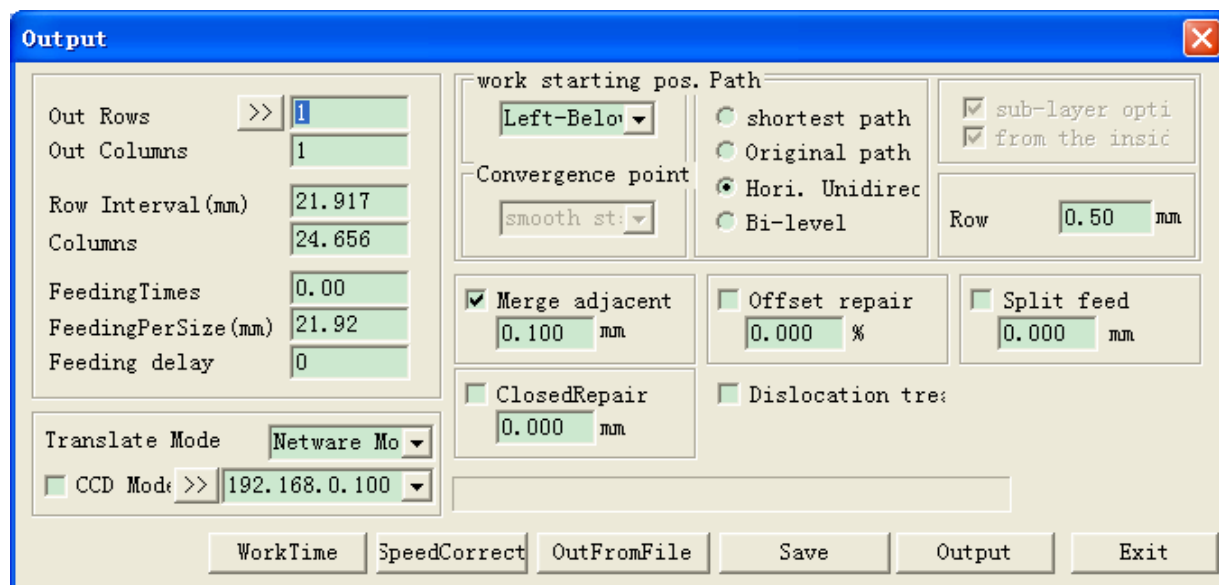 Output
Out Rows >> 1
Out Columns 1
Row Interval(mm) 21.917
Columns 24.656
FeedingTimes 0.00
FeedingPerSize(mm) 21.92
Feeding delay 0
Translate Mode Netware Mo
CCD Mode >> 192.168.0.100
work starting pos.
Left-Belo
Convergence point
smooth st
Path
shortest path
Original path
Hori. Unidirec
Bi-level
sub-layer opti
from the insid
Row 0.50 mm
Merge adjacent
0.100 mm
Offset repair
0.000 %
Split feed
0.000 mm
ClosedRepair
0.000 mm
Dislocation trea
WorkTime
SpeedCorrect
OutFromFile
Save
Output
Exit